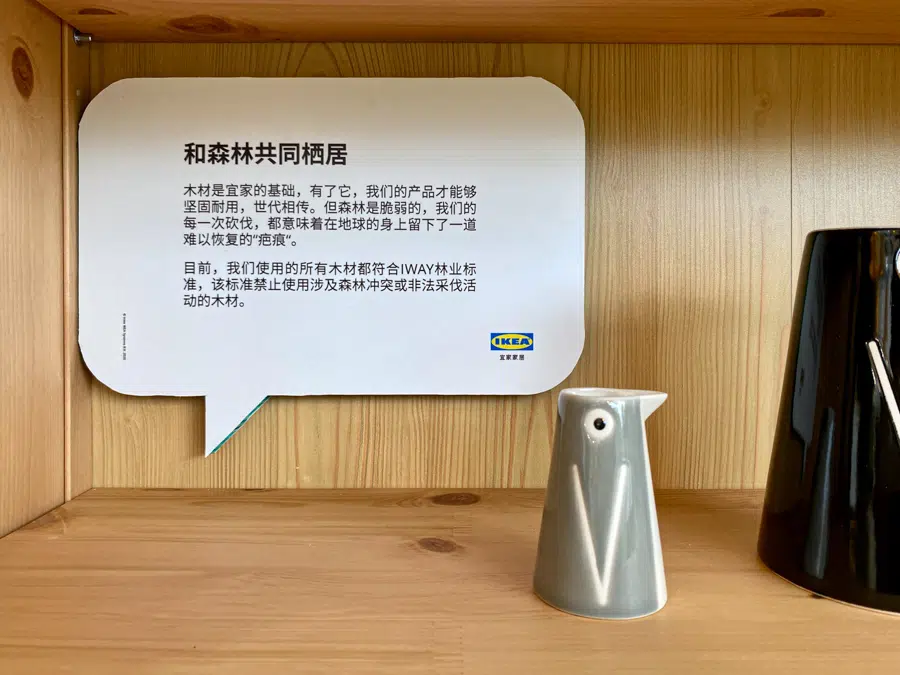 和森林共同栖居
木材是宜家的基础，有了它，我们的产品才能够
坚固耐用，世代相传。但森林是脆弱的，我们的
每一次砍伐，都意味着在地球的身上留下了一道
难以恢复的“疤痕“。
目前，我们使用的所有木材都符合IWAY林业标
准，该标准禁止使用涉及森林冲突或非法采伐活
动的木材。
IKEA
宜家家居